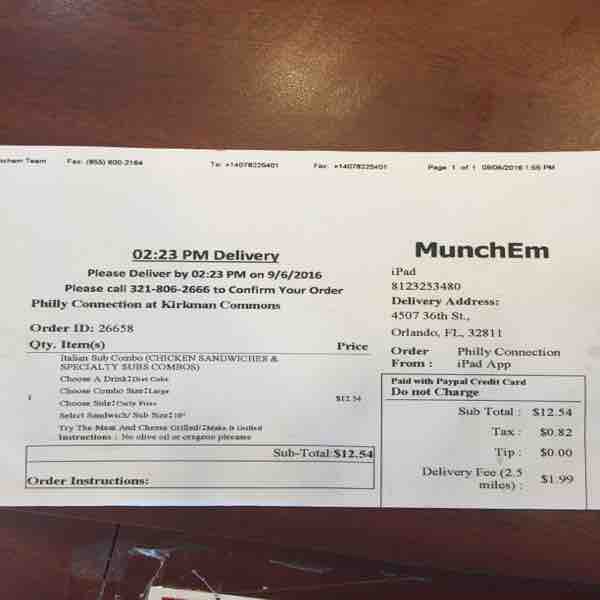 Team Fax: (855) 600-2164 To: +14078225401 Fax: +14078225401 Page 1 of 1 09/06/2016 1:55 PM
02:23 PM Delivery
Please Deliver by 02:23 PM on 9/6/2016
Please call 321-806-2666 to Confirm Your Order
Philly Connection at Kirkman Commons
Order ID: 26658
Qty. Item(s) Price
Italian Sub Combo (CHICKEN SANDWICHES &
SPECIALTY SUBS COMBOS)
Choose A Drink: Diet Coke
Choose Combo Size: Large
1 Choose Side: Curly Fries $12.54
Select Sandwich/ Sub Size: 10"
Try The Meat And Cheese Grilled/: Make It Grilled
Instructions : No olive oil or oregano pleease
Sub-Total: $12.54
Order Instructions:
MunchEm
iPad
8123253480
Delivery Address:
4507 36th St.,
Orlando, FL, 32811
Order Philly Connection
From : iPad App
Paid with Paypal Credit Card
Do not Charge
Sub Total : $12.54
Tax : $0.82
Tip : $0.00
Delivery Fee (2.5
miles) : $1.99